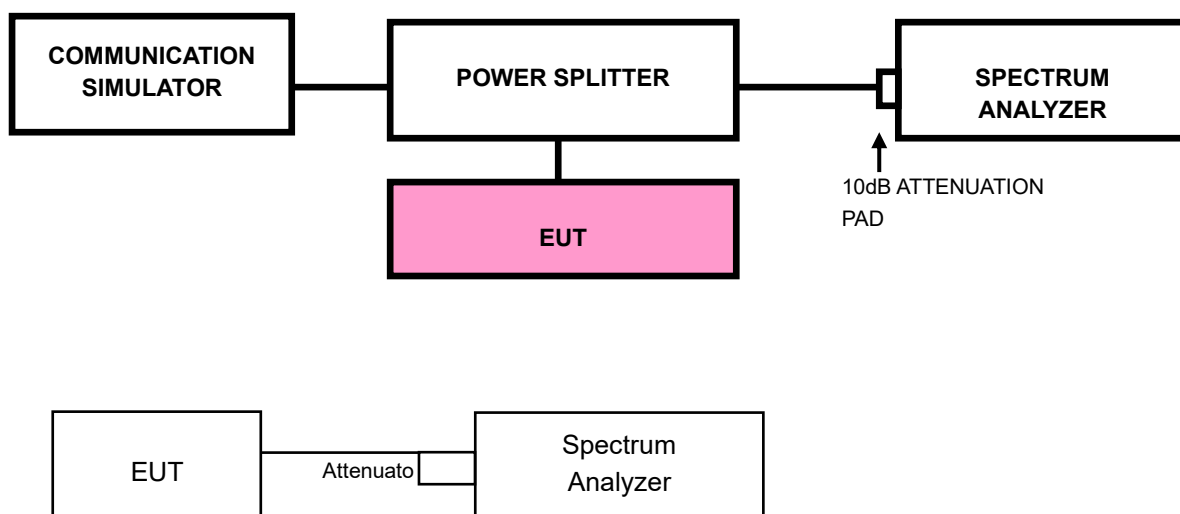 COMMUNICATION
SIMULATOR
POWER SPLITTER
SPECTRUM
ANALYZER
10dB ATTENUATION
PAD
EUT
EUT
Attenuato
Spectrum
Analyzer